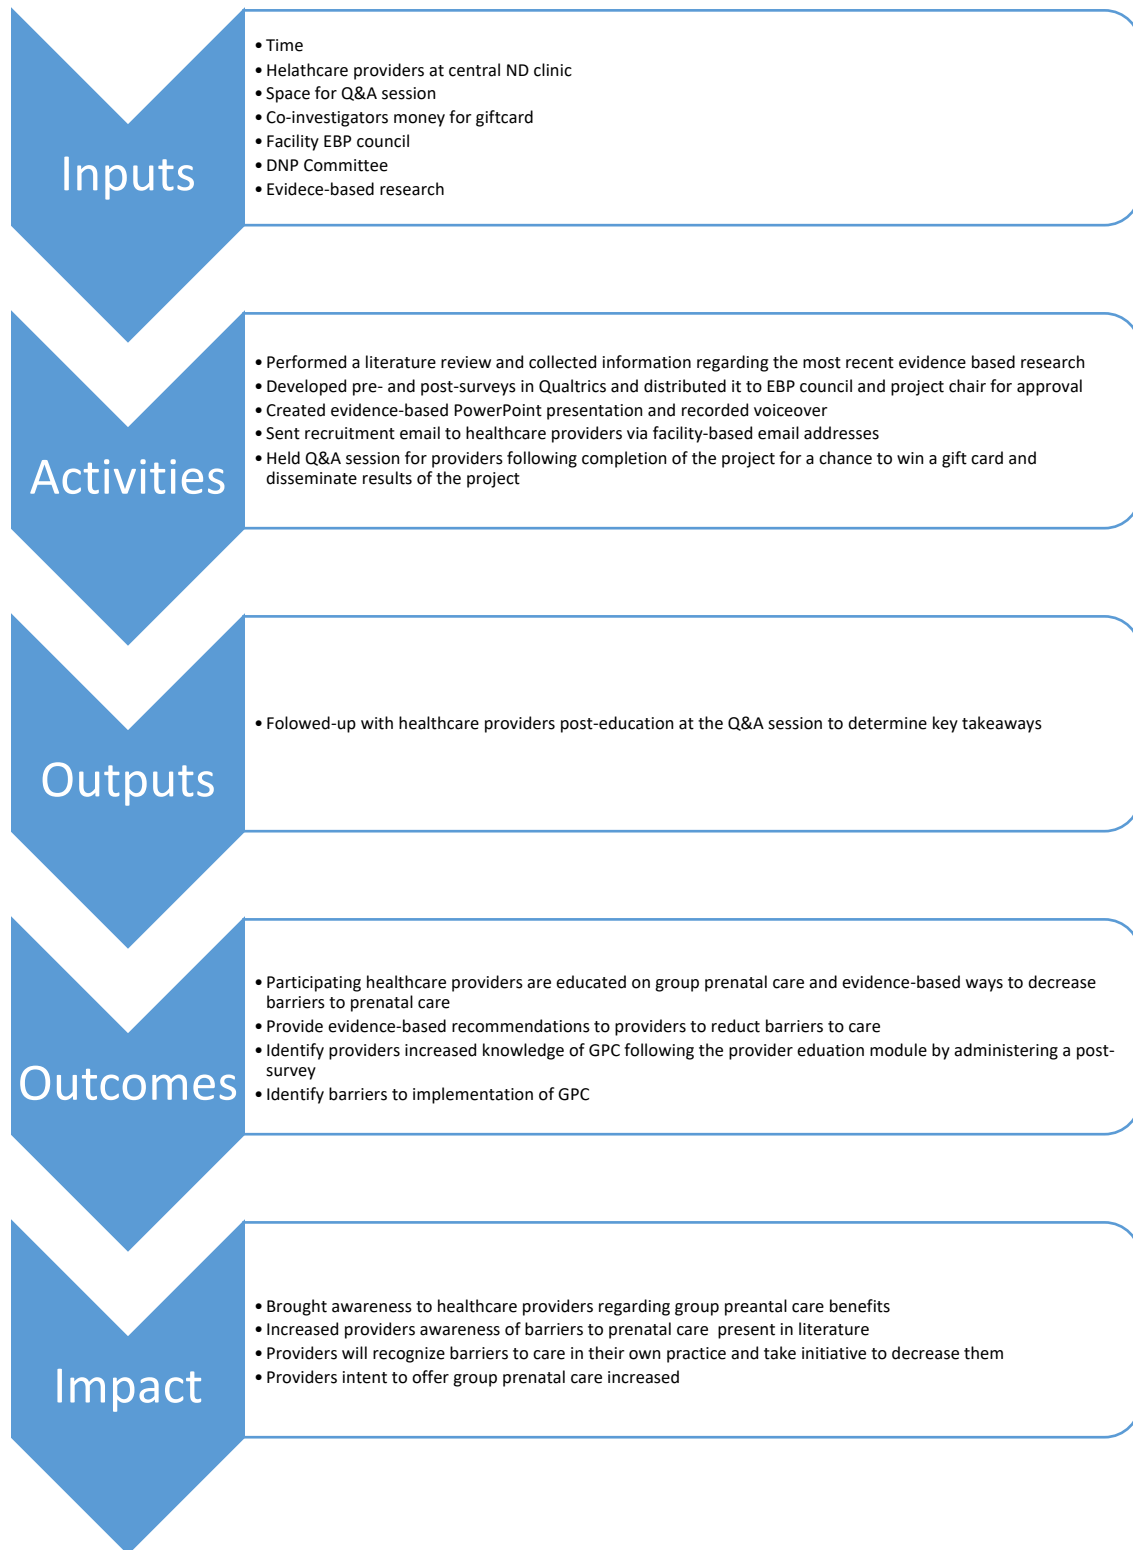 Inputs
• Time
• Helathcare providers at central ND clinic
• Space for Q&A session
• Co-investigators money for giftcard
• Facility EBP council
• DNP Committee
• Evidece-based research
Activities
• Performed a literature review and collected information regarding the most recent evidence based research
• Developed pre- and post-surveys in Qualtrics and distributed it to EBP council and project chair for approval
• Created evidence-based PowerPoint presentation and recorded voiceover
• Sent recruitment email to healthcare providers via facility-based email addresses
• Held Q&A session for providers following completion of the project for a chance to win a gift card and
disseminate results of the project
Outputs
• Folowed-up with healthcare providers post-education at the Q&A session to determine key takeaways
Outcomes
• Participating healthcare providers are educated on group prenatal care and evidence-based ways to decrease
barriers to prenatal care
• Provide evidence-based recommendations to providers to reduct barriers to care
• Identify providers increased knowledge of GPC following the provider eduation module by administering a post-
survey
• Identify barriers to implementation of GPC
Impact
• Brought awareness to healthcare providers regarding group preantal care benefits
• Increased providers awareness of barriers to prenatal care  present in literature
• Providers will recognize barriers to care in their own practice and take initiative to decrease them
• Providers intent to offer group prenatal care increased